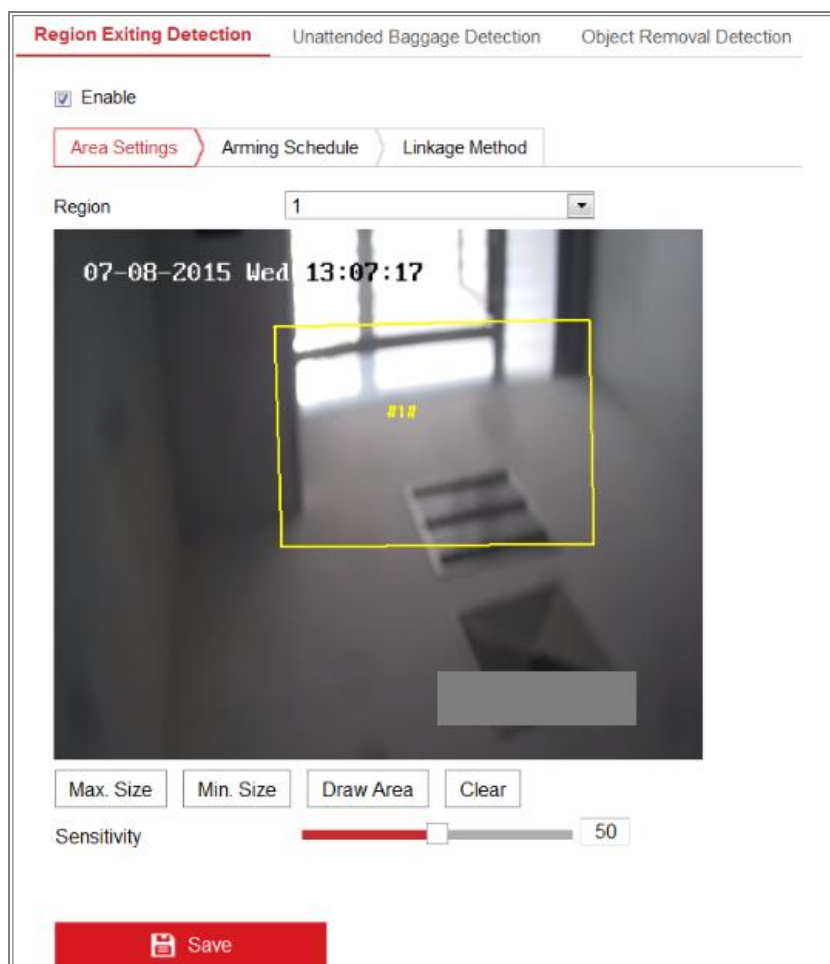 Region Exiting Detection Unattended Baggage Detection Object Removal Detection
Enable
Area Settings Arming Schedule Linkage Method
Region 1
07-08-2015 Wed 13:07:17
#1#
Max. Size Min. Size Draw Area Clear
Sensitivity 50
Save